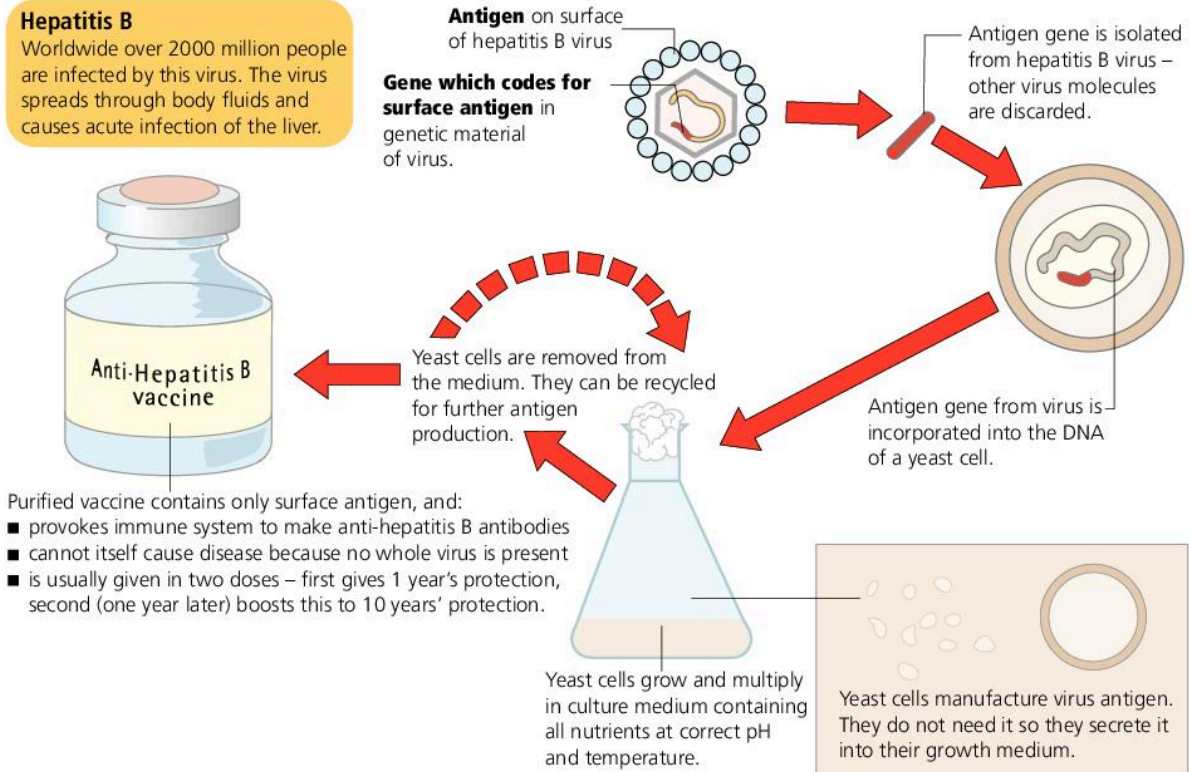 Hepatitis B
Worldwide over 2000 million people
are infected by this virus. The virus
spreads through body fluids and
causes acute infection of the liver.
Antigen on surface
of hepatitis B virus
Gene which codes for
surface antigen in
genetic material
of virus.
Antigen gene is isolated
from hepatitis B virus –
other virus molecules
are discarded.
Antigen gene from virus is
incorporated into the DNA
of a yeast cell.
Yeast cells grow and multiply
in culture medium containing
all nutrients at correct pH
and temperature.
Yeast cells manufacture virus antigen.
They do not need it so they secrete it
into their growth medium.
Yeast cells are removed from
the medium. They can be recycled
for further antigen
production.
Anti-Hepatitis B
vaccine
Purified vaccine contains only surface antigen, and:
■ provokes immune system to make anti-hepatitis B antibodies
■ cannot itself cause disease because no whole virus is present
■ is usually given in two doses – first gives 1 year's protection,
second (one year later) boosts this to 10 years' protection.